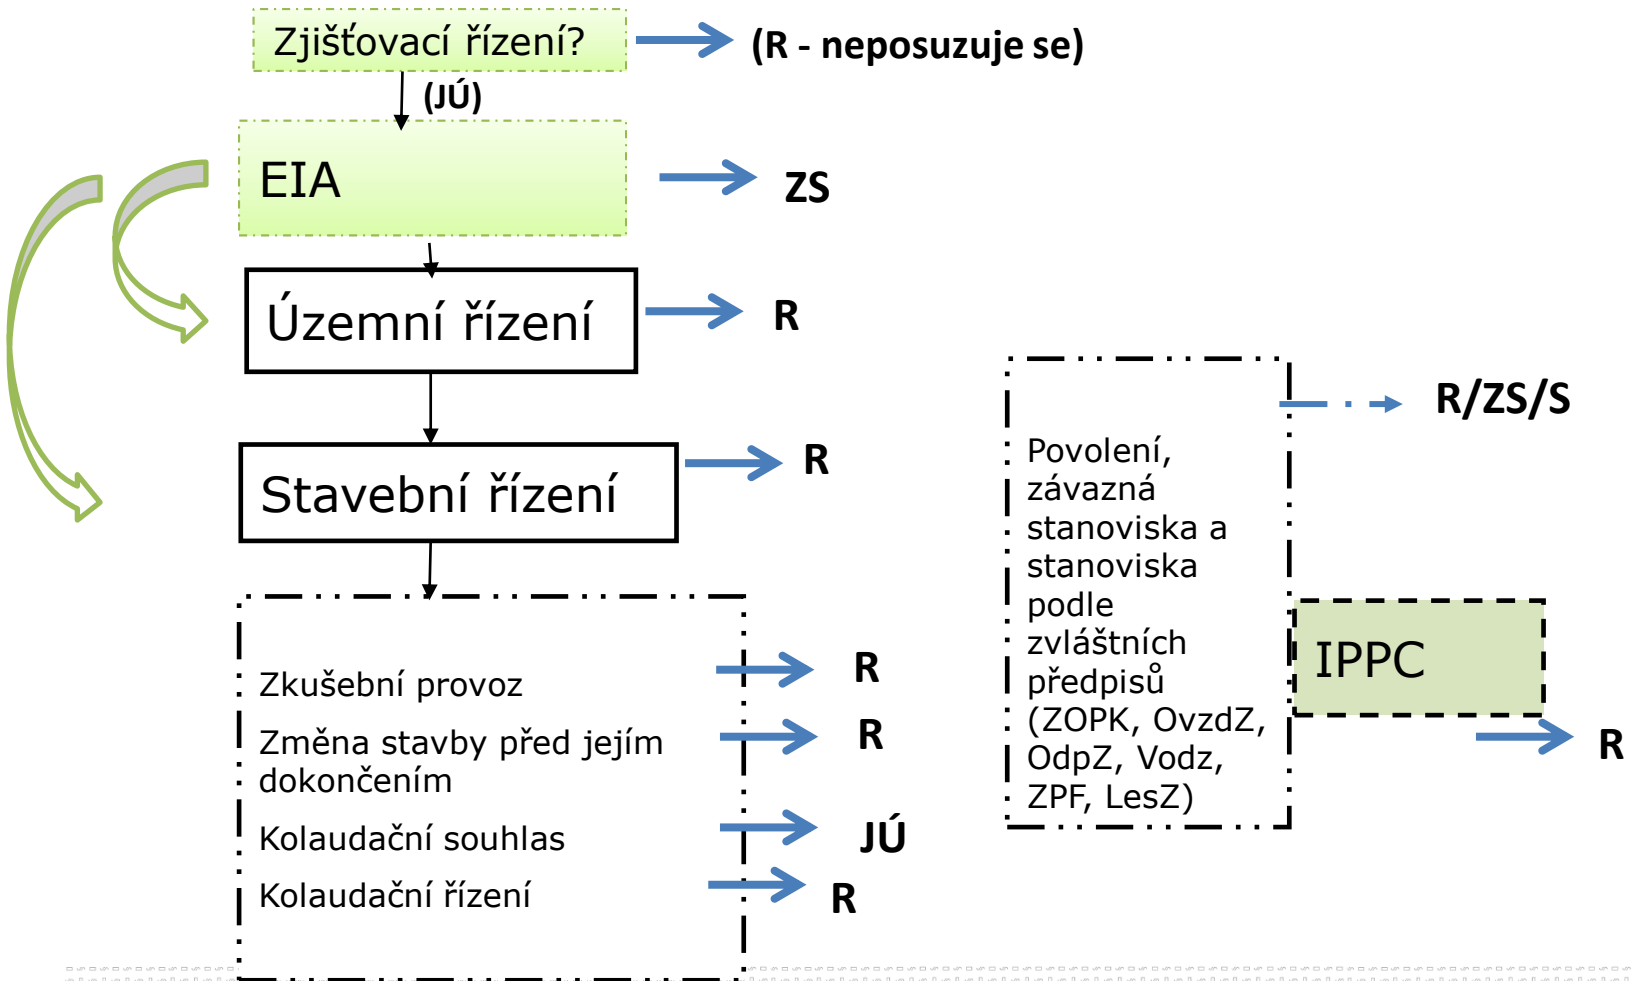 Zjišťovací řízení?
(R - neposuzuje se)
(JÚ)
EIA
ZS
Územní řízení
R
Stavební řízení
R
Zkušební provoz
R
Změna stavby před jejím
dokončením
R
Kolaudační souhlas
JÚ
Kolaudační řízení
R
R/ZS/S
Povolení,
závazná
stanoviska a
stanoviska
podle
zvláštních
předpisů
(ZOPK, OvzdZ,
OdpZ, Vodz,
ZPF, LesZ)
IPPC
R